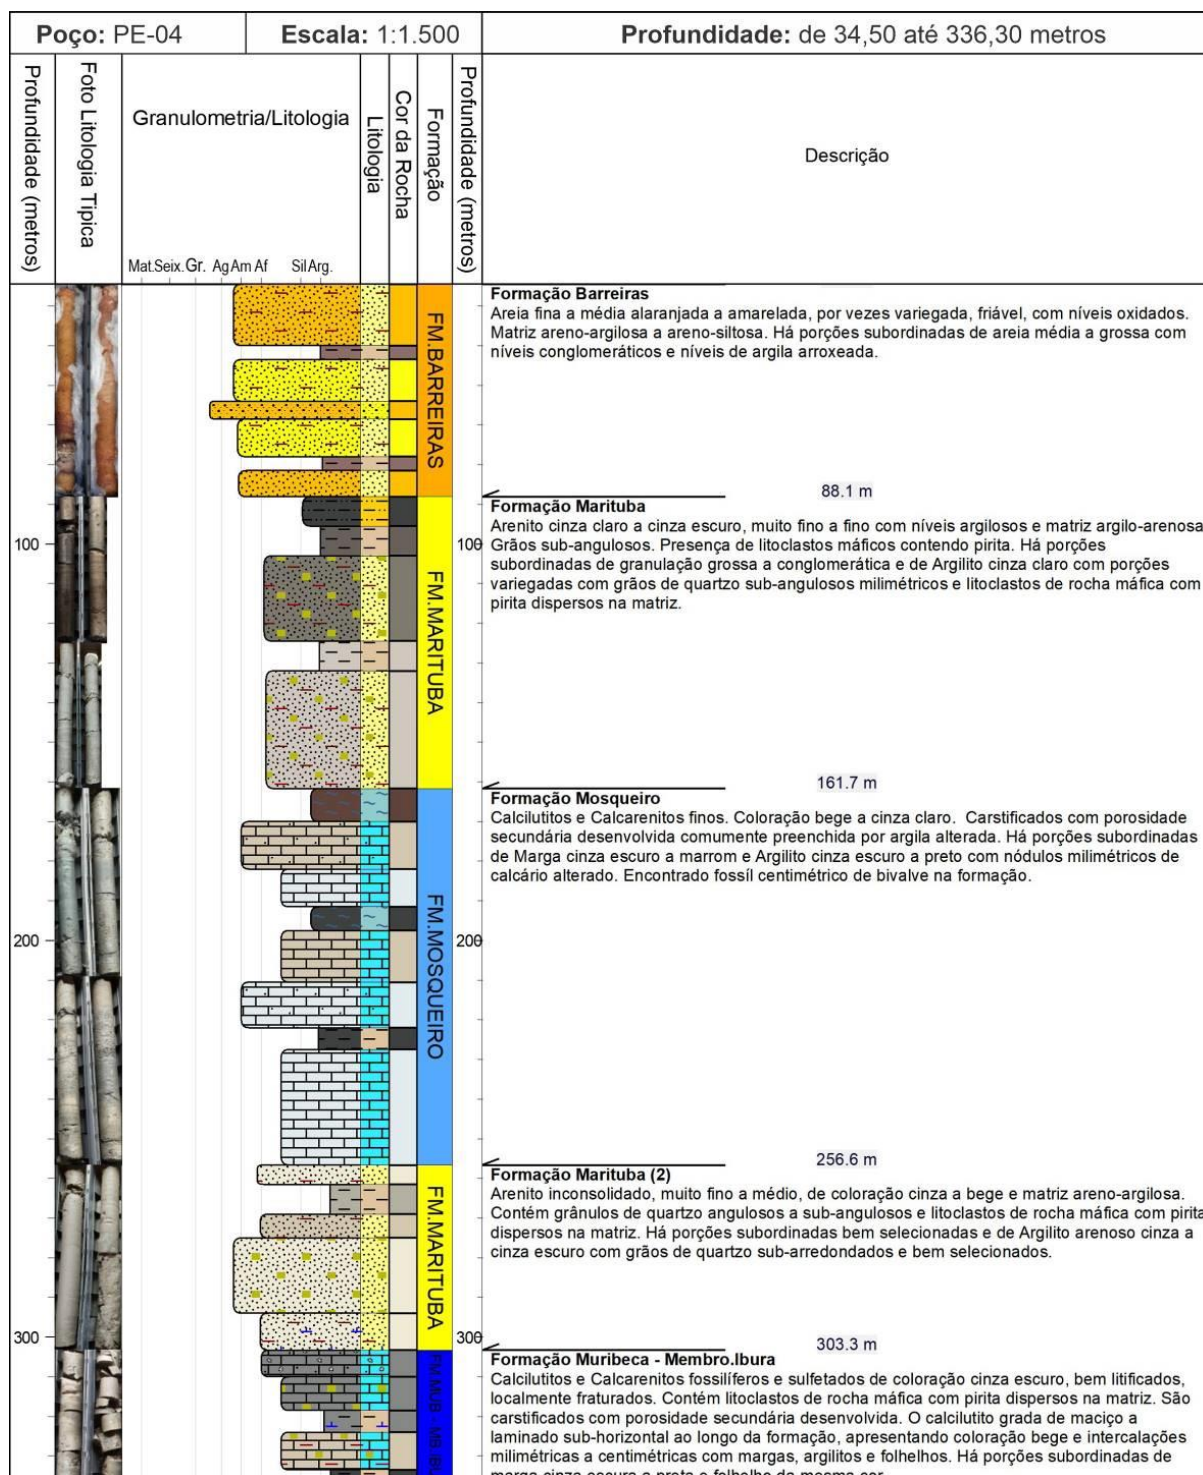 Poço: PE-04
Escala: 1:1.500
Profundidade: de 34,50 até 336,30 metros
Profundidade (metros)
Foto Litologia Tipica
Granulometria/Litologia
Mat. Seix. Gr. Ag Am Af Sil Arg.
Litologia
Cor da Rocha
Formação
Profundidade (metros)
Descrição
FM.BARREIRAS
Formação Barreiras
Areia fina a média alaranjada a amarelada, por vezes variegada, friável, com níveis oxidados.
Matriz areno-argilosa a areno-siltosa. Há porções subordinadas de areia média a grossa com
níveis conglomeráticos e níveis de argila arroxeada.
88.1 m
FM.MARITUBA
100
100
Formação Marituba
Arenito cinza claro a cinza escuro, muito fino a fino com níveis argilosos e matriz argilo-arenosa
Grãos sub-angulosos. Presença de litoclastos máficos contendo pirita. Há porções
subordinadas de granulação grossa a conglomerática e de Argilito cinza claro com porções
variegadas com grãos de quartzo sub-angulosos milimétricos e litoclastos de rocha máfica com
pirita dispersos na matriz.
161.7 m
FM.MOSQUEIRO
200
200
Formação Mosqueiro
Calcilutitos e Calcarenitos finos. Coloração bege a cinza claro. Carstificados com porosidade
secundária desenvolvida comumente preenchida por argila alterada. Há porções subordinadas
de Marga cinza escuro a marrom e Argilito cinza escuro a preto com nódulos milimétricos de
calcário alterado. Encontrado fossíl centimétrico de bivalve na formação.
256.6 m
FM.MARITUBA
300
300
Formação Marituba (2)
Arenito inconsolidado, muito fino a médio, de coloração cinza a bege e matriz areno-argilosa.
Contém grânulos de quartzo angulosos a sub-angulosos e litoclastos de rocha máfica com pirita
dispersos na matriz. Há porções subordinadas bem selecionadas e de Argilito arenoso cinza a
cinza escuro com grãos de quartzo sub-arredondados e bem selecionados.
303.3 m
FM.MUB - MB.IBU
Formação Muribeca - Membro.Ibura
Calcilutitos e Calcarenitos fossilíferos e sulfetados de coloração cinza escuro, bem litificados,
localmente fraturados. Contém litoclastos de rocha máfica com pirita dispersos na matriz. São
carstificados com porosidade secundária desenvolvida. O calcilutito grada de maciço a
laminado sub-horizontal ao longo da formação, apresentando coloração bege e intercalações
milimétricas a centimétricas com margas, argilitos e folhelhos. Há porções subordinadas de
marga cinza escura a preta e folhelho da mesma cor